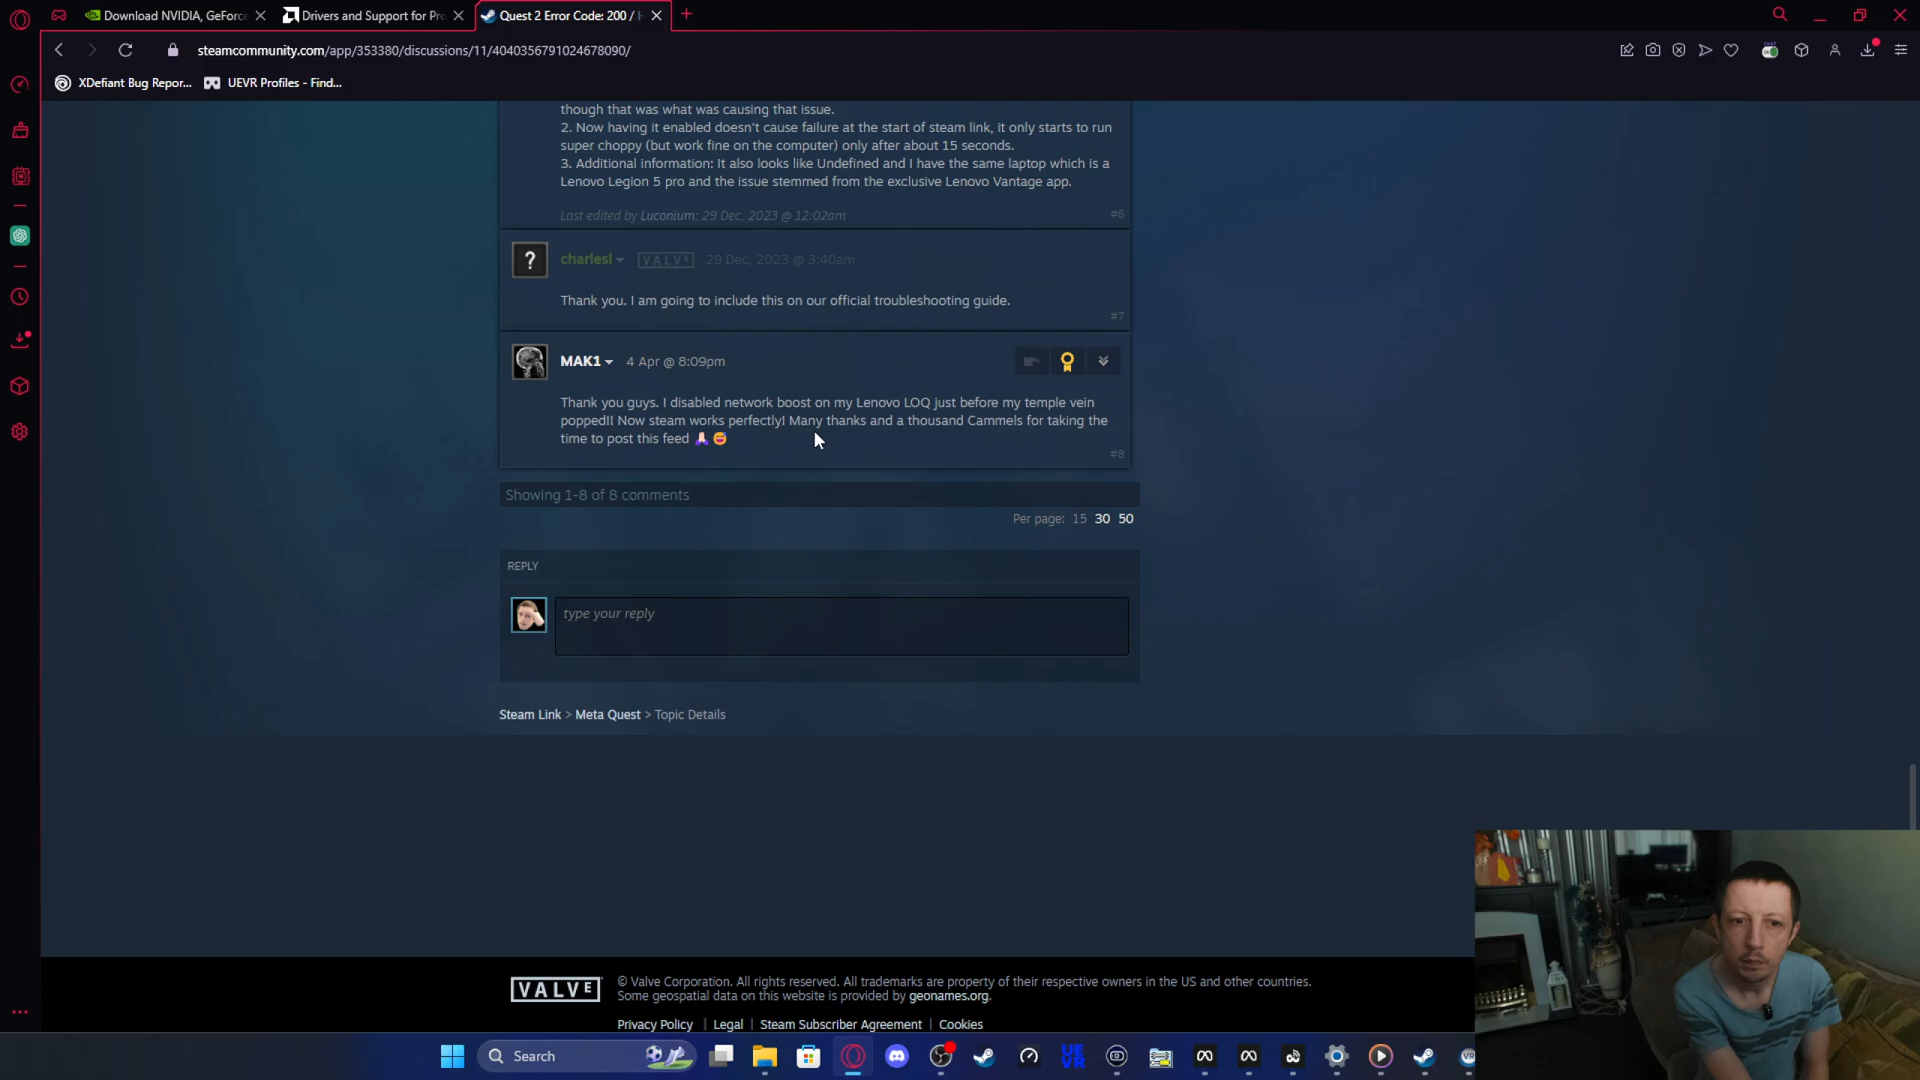 Download NVIDIA, GeForce
Drivers and Support for Pro
Quest 2 Error Code: 200 /
steamcommunity.com/app/353380/discussions/11/4040356791024678090/
XDefiant Bug Repor...
UEVR Profiles - Find...
though that was what was causing that issue.
2. Now having it enabled doesn't cause failure at the start of steam link, it only starts to run
super choppy (but work fine on the computer) only after about 15 seconds.
3. Additional information: It also looks like Undefined and I have the same laptop which is a
Lenovo Legion 5 pro and the issue stemmed from the exclusive Lenovo Vantage app.
Last edited by Luconium; 29 Dec, 2023 @ 12:02am
#6
charlesl
VALVE
29 Dec, 2023 @ 3:40am
Thank you. I am going to include this on our official troubleshooting guide.
#7
MAK1
4 Apr @ 8:09pm
Thank you guys. I disabled network boost on my Lenovo LOQ just before my temple vein
popped!! Now steam works perfectly! Many thanks and a thousand Cammels for taking the
time to post this feed 🙏🏻 😅
#8
Showing 1-8 of 8 comments
Per page: 15 30 50
REPLY
type your reply
Steam Link > Meta Quest > Topic Details
VALVE
© Valve Corporation. All rights reserved. All trademarks are property of their respective owners in the US and other countries.
Some geospatial data on this website is provided by geonames.org.
Privacy Policy | Legal | Steam Subscriber Agreement | Cookies
Search
UE
VR